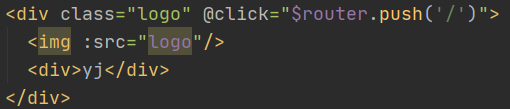 <div class="logo" @click="$router.push('/')">
<img :src="logo"/>
<div>yj</div>
</div>